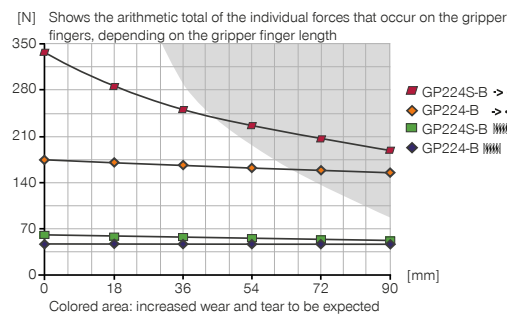 [N] Shows the arithmetic total of the individual forces that occur on the gripper
fingers, depending on the gripper finger length
350
280
210
140
70
0
0 18 36 54 72 90 [mm]
GP224S-B
GP224-B
GP224S-B
GP224-B
Colored area: increased wear and tear to be expected